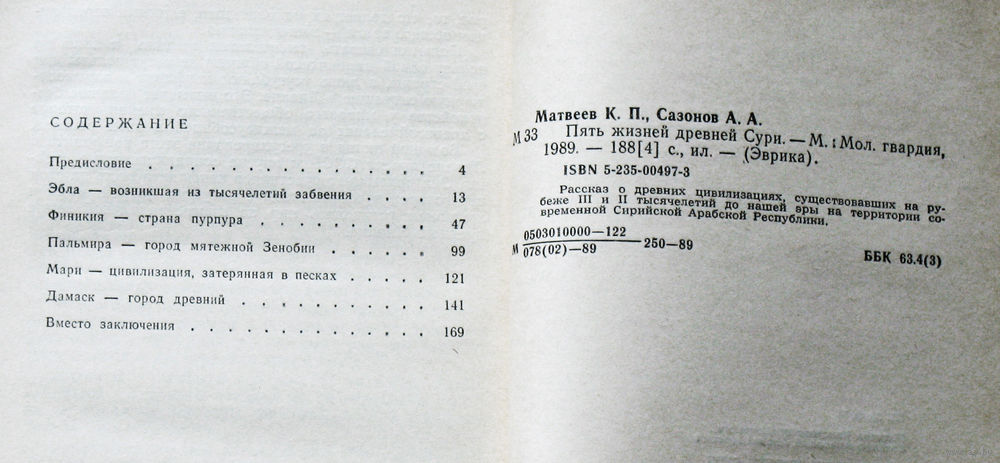 СОДЕРЖАНИЕ
Предисловие . . . . . . . . . . . . . . . 4
Эбла — возникшая из тысячелетий забвения . . . . 13
Финикия — страна пурпура . . . . . . . . . . 47
Пальмира — город мятежной Зенобии . . . . . . 99
Мари — цивилизация, затерянная в песках . . . . 121
Дамаск — город древний . . . . . . . . . . 141
Вместо заключения . . . . . . . . . . . . . 169
Матвеев К. П., Сазонов А. А.
М 33 Пять жизней древней Сури. — М. : Мол. гвардия,
1989. — 188[4] с., ил. — (Эврика).
ISBN 5-235-00497-3
Рассказ о древних цивилизациях, существовавших на ру-
беже III и II тысячелетий до нашей эры на территории со-
временной Сирийской Арабской Республики.
М 0503010000—122
078(02)—89
250—89
ББК 63.4(3)